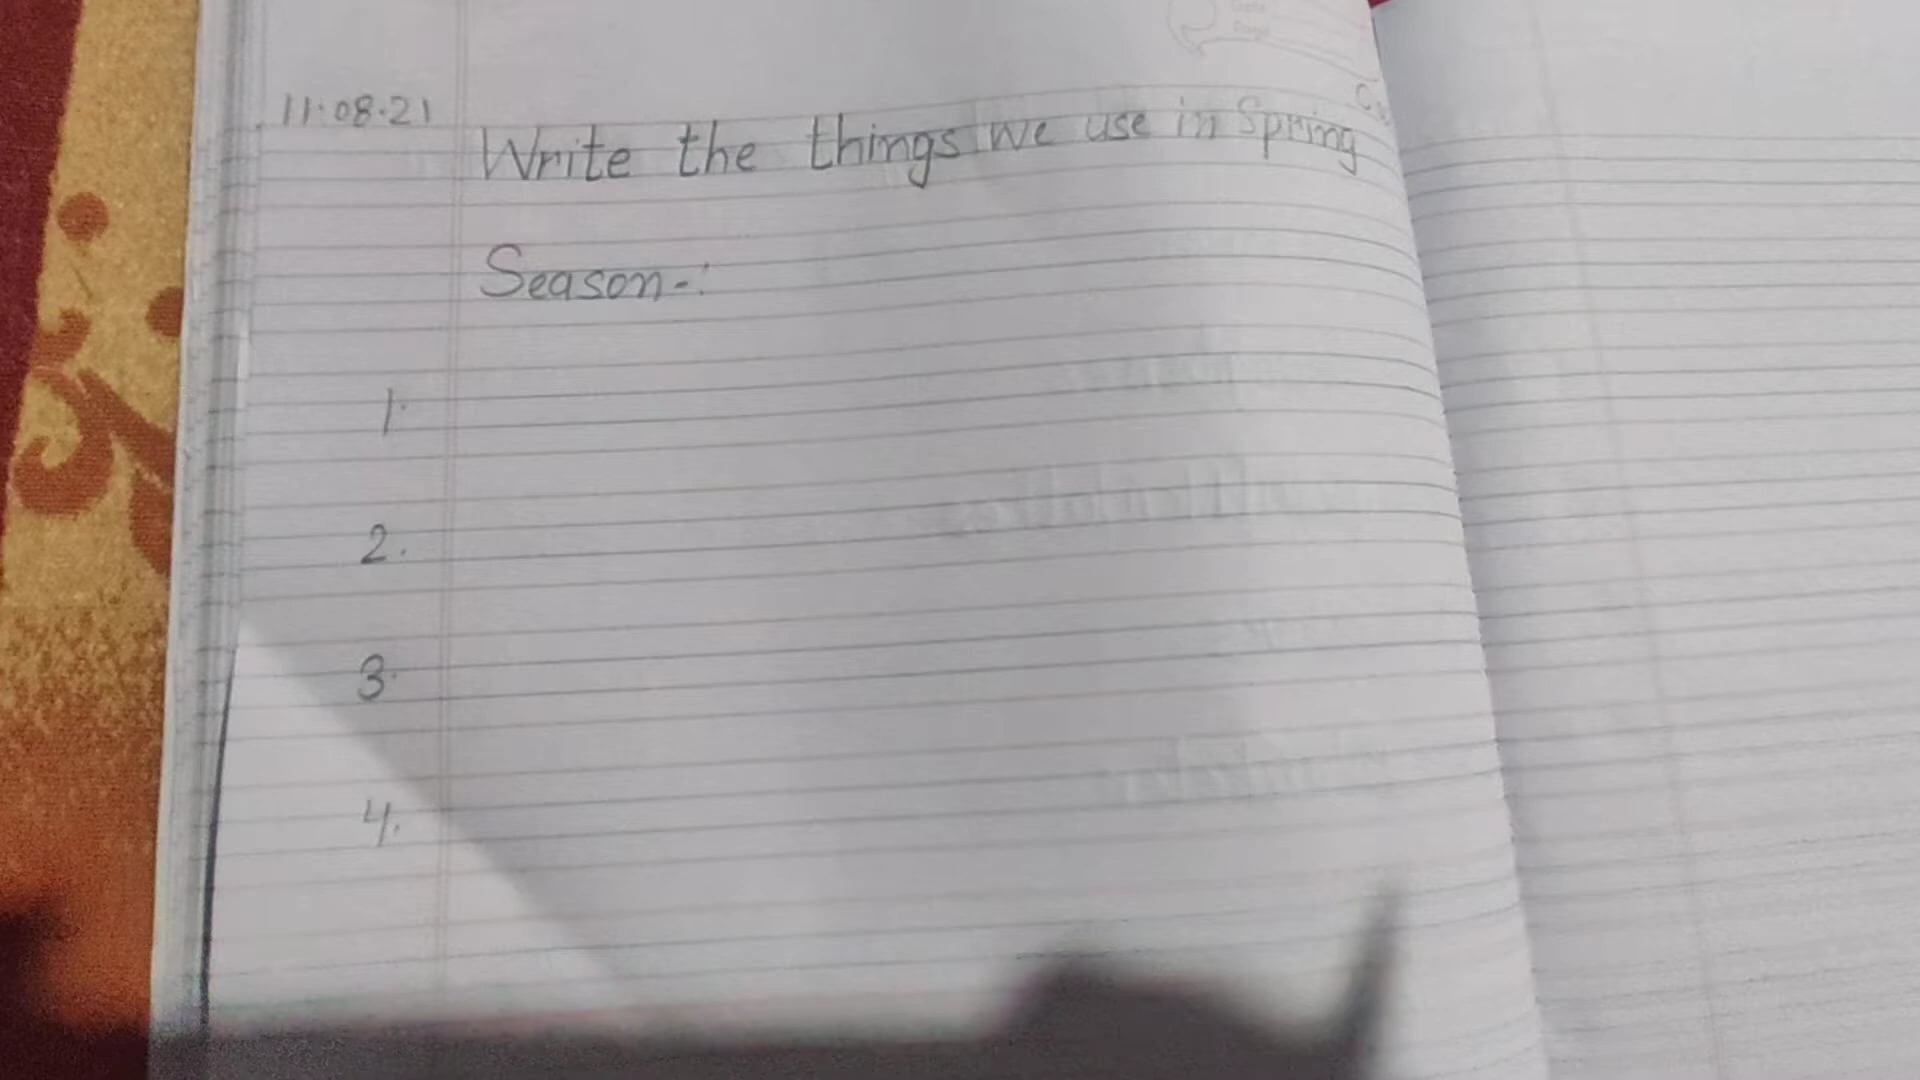 11.08.21
Write the things we use in Spring
Season-:
1.
2.
3.
4.